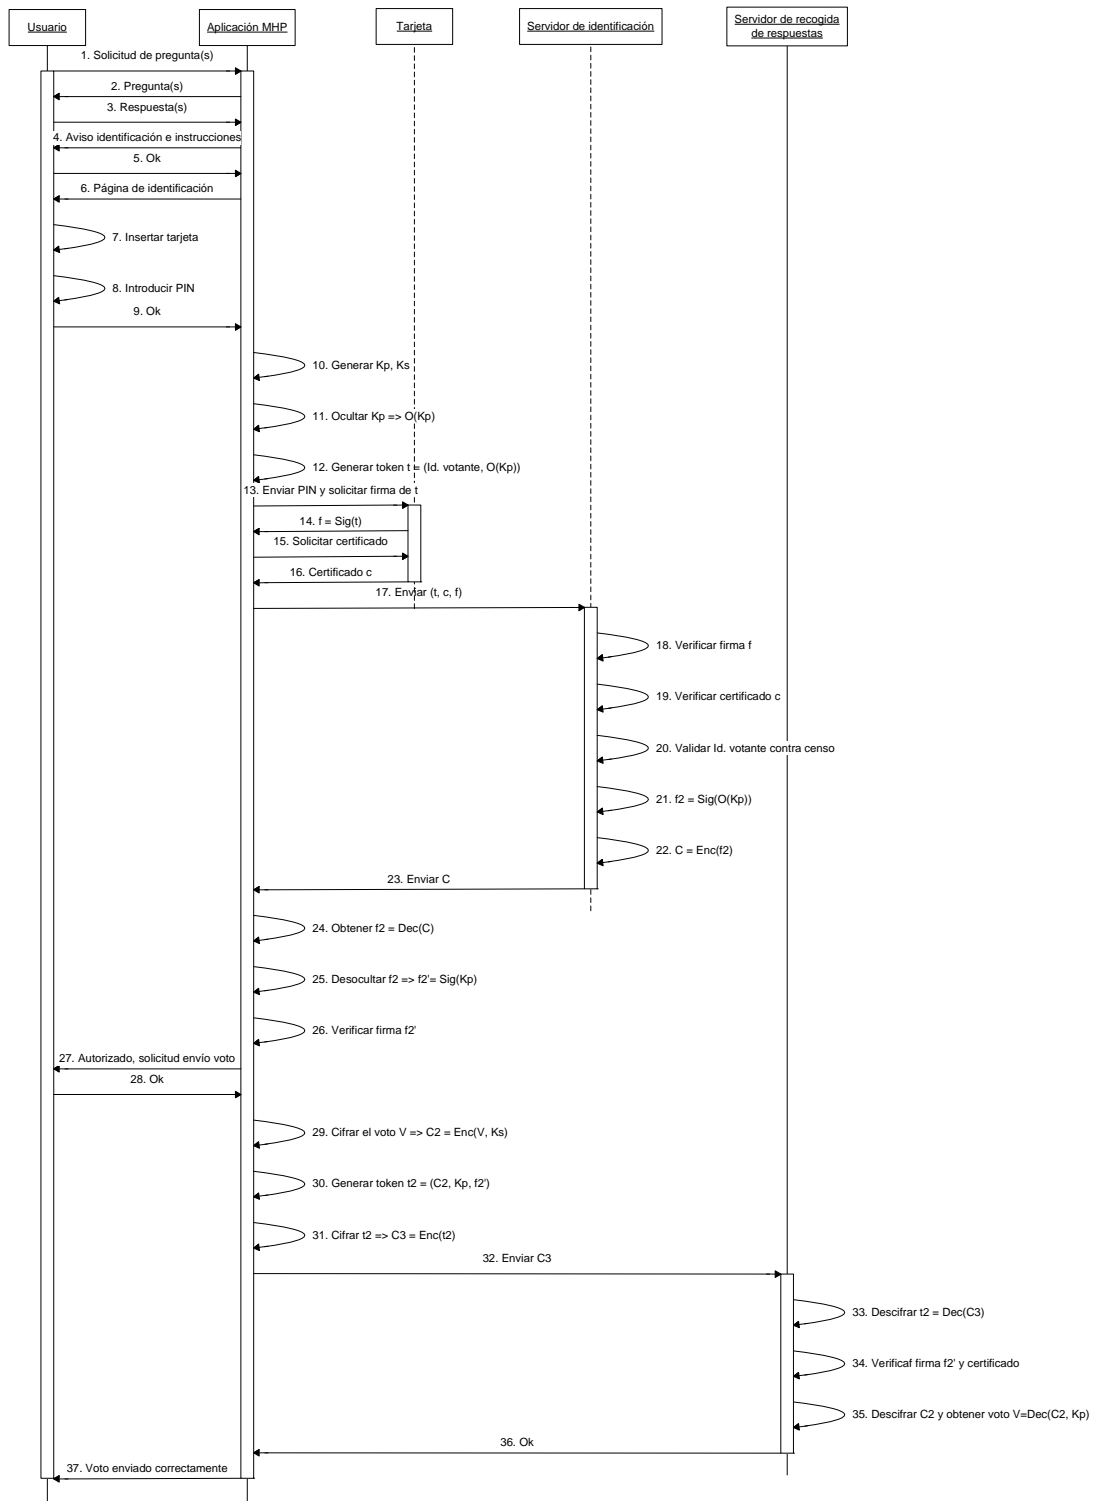 Usuario
Aplicación MHP
Tarjeta
Servidor de identificación
Servidor de recogida
de respuestas
1. Solicitud de pregunta(s)
2. Pregunta(s)
3. Respuesta(s)
4. Aviso identificación e instrucciones
5. Ok
6. Página de identificación
7. Insertar tarjeta
8. Introducir PIN
9. Ok
10. Generar Kp, Ks
11. Ocultar Kp => O(Kp)
12. Generar token t = (Id. votante, O(Kp))
13. Enviar PIN y solicitar firma de t
14. f = Sig(t)
15. Solicitar certificado
16. Certificado c
17. Enviar (t, c, f)
18. Verificar firma f
19. Verificar certificado c
20. Validar Id. votante contra censo
21. f2 = Sig(O(Kp))
22. C = Enc(f2)
23. Enviar C
24. Obtener f2 = Dec(C)
25. Desocultar f2 => f2'= Sig(Kp)
26. Verificar firma f2'
27. Autorizado, solicitud envío voto
28. Ok
29. Cifrar el voto V => C2 = Enc(V, Ks)
30. Generar token t2 = (C2, Kp, f2')
31. Cifrar t2 => C3 = Enc(t2)
32. Enviar C3
33. Descifrar t2 = Dec(C3)
34. Verificaf firma f2' y certificado
35. Descifrar C2 y obtener voto V=Dec(C2, Kp)
36. Ok
37. Voto enviado correctamente